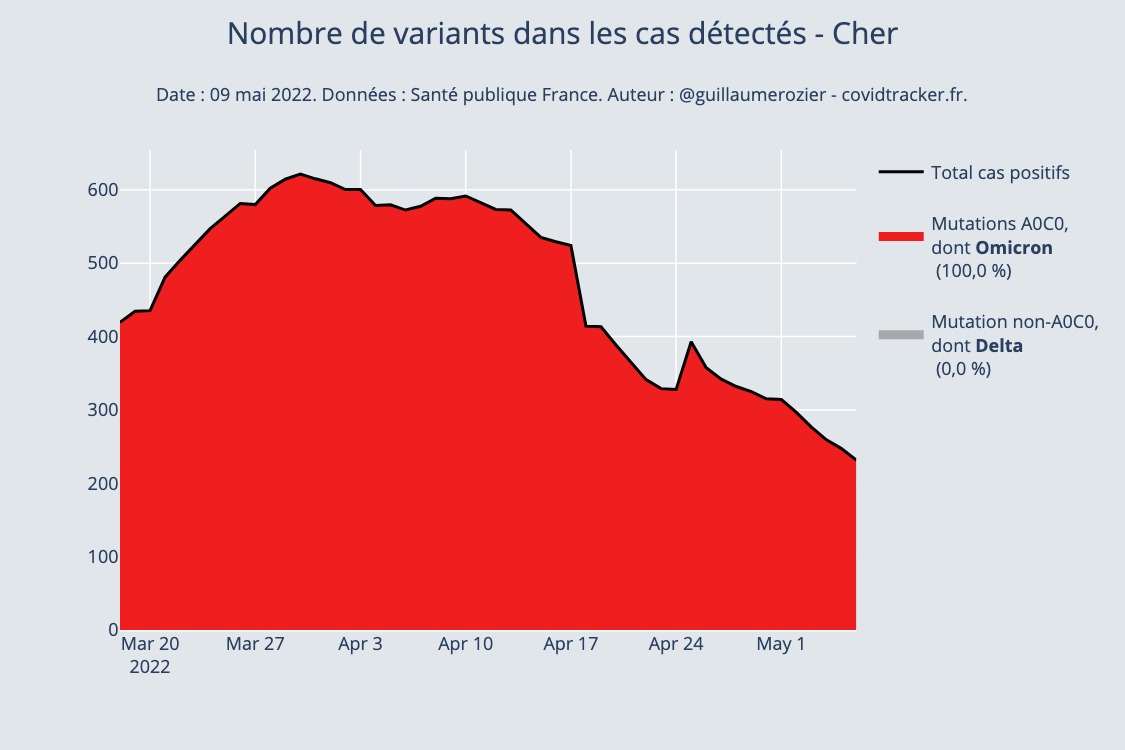 Nombre de variants dans les cas détectés - Cher
Date : 09 mai 2022. Données : Santé publique France. Auteur : @guillaumerozier - covidtracker.fr.
Total cas positifs
Mutations A0C0,
dont Omicron
(100,0 %)
Mutation non-A0C0,
dont Delta
(0,0 %)
600
500
400
300
200
100
0
Mar 20 Mar 27 Apr 3 Apr 10 Apr 17 Apr 24 May 1
2022